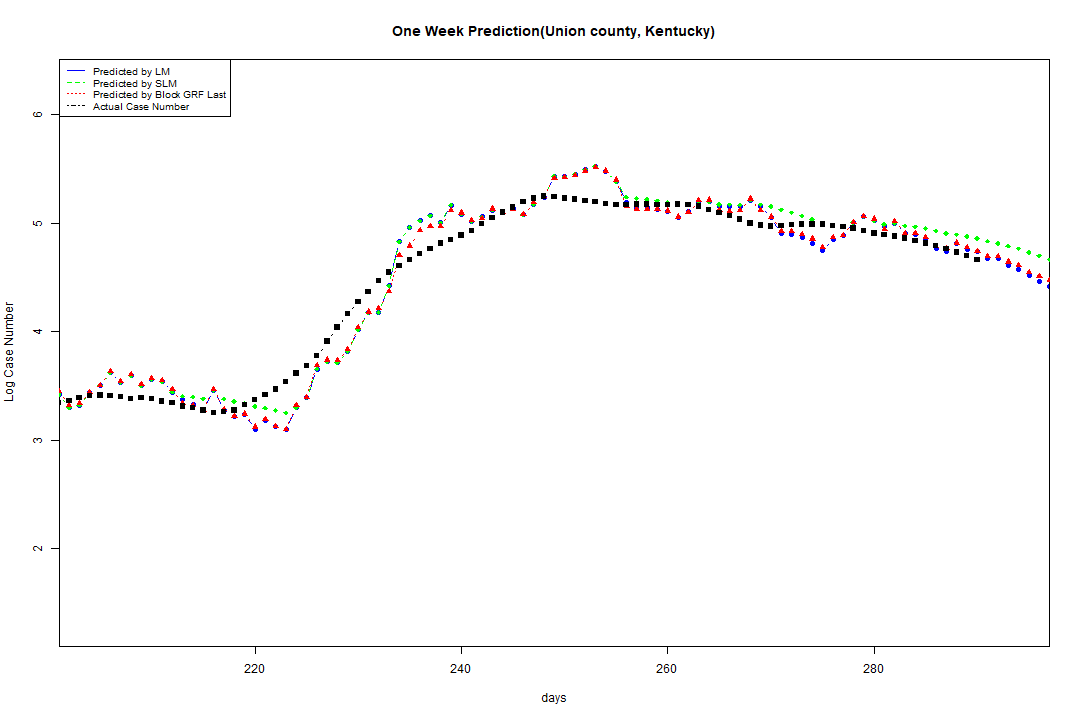 One Week Prediction(Union county, Kentucky)
Predicted by LM
Predicted by SLM
Predicted by Block GRF Last
Actual Case Number
6
5
4
3
2
Log Case Number
220 240 260 280
days